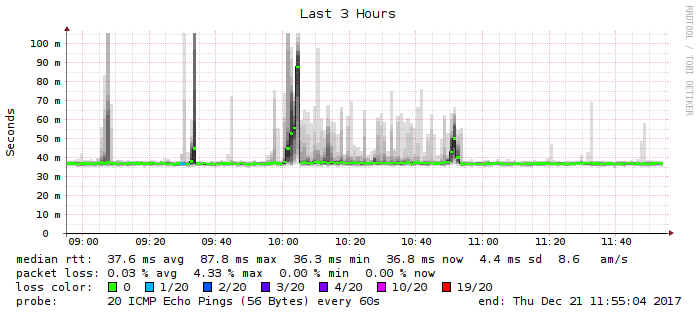 Last 3 Hours
RRDTOOL / TOBI OETIKER
Seconds
100 m
90 m
80 m
70 m
60 m
50 m
40 m
30 m
20 m
10 m
0
09:00 09:20 09:40 10:00 10:20 10:40 11:00 11:20 11:40
median rtt: 37.6 ms avg 87.8 ms max 36.3 ms min 36.8 ms now 4.4 ms sd 8.6 am/s
packet loss: 0.03 % avg 4.33 % max 0.00 % min 0.00 % now
loss color: 0 1/20 2/20 3/20 4/20 10/20 19/20
probe: 20 ICMP Echo Pings (56 Bytes) every 60s end: Thu Dec 21 11:55:04 2017